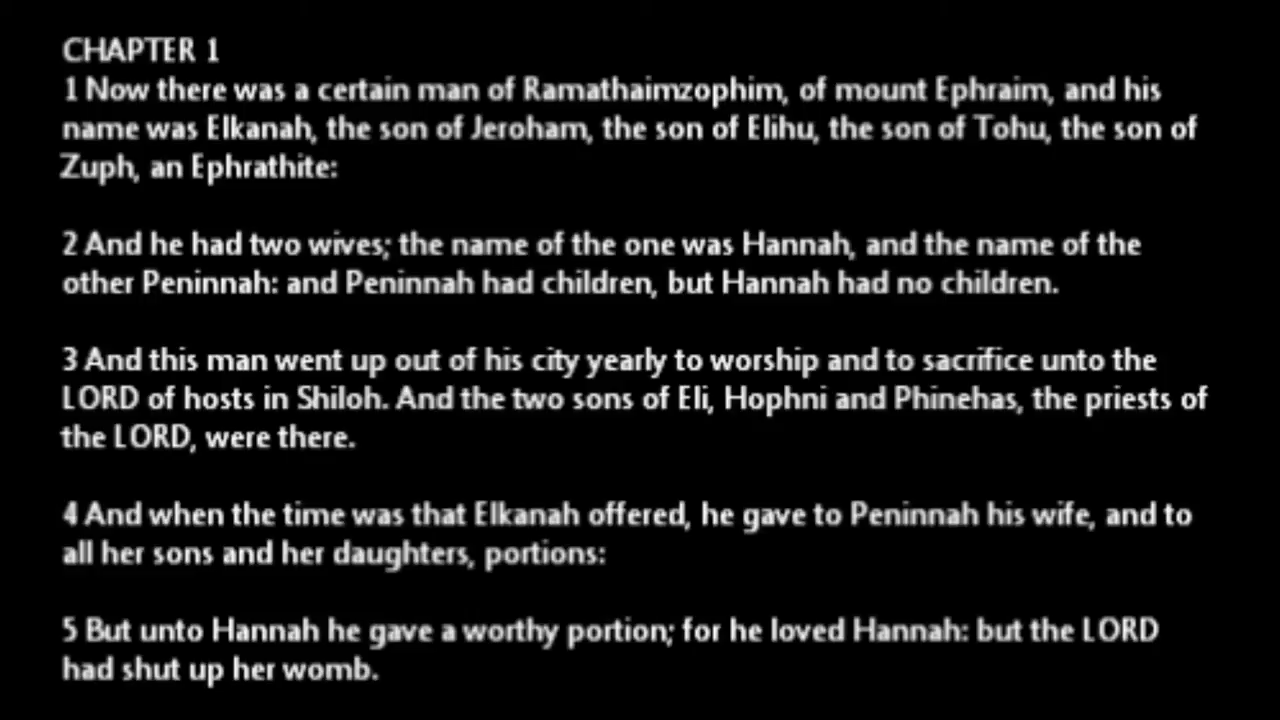 CHAPTER 1
1 Now there was a certain man of Ramathaimzophim, of mount Ephraim, and his
name was Elkanah, the son of Jeroham, the son of Elihu, the son of Tohu, the son of
Zuph, an Ephrathite:
2 And he had two wives; the name of the one was Hannah, and the name of the
other Peninnah: and Peninnah had children, but Hannah had no children.
3 And this man went up out of his city yearly to worship and to sacrifice unto the
LORD of hosts in Shiloh. And the two sons of Eli, Hophni and Phinehas, the priests of
the LORD, were there.
4 And when the time was that Elkanah offered, he gave to Peninnah his wife, and to
all her sons and her daughters, portions:
5 But unto Hannah he gave a worthy portion; for he loved Hannah: but the LORD
had shut up her womb.